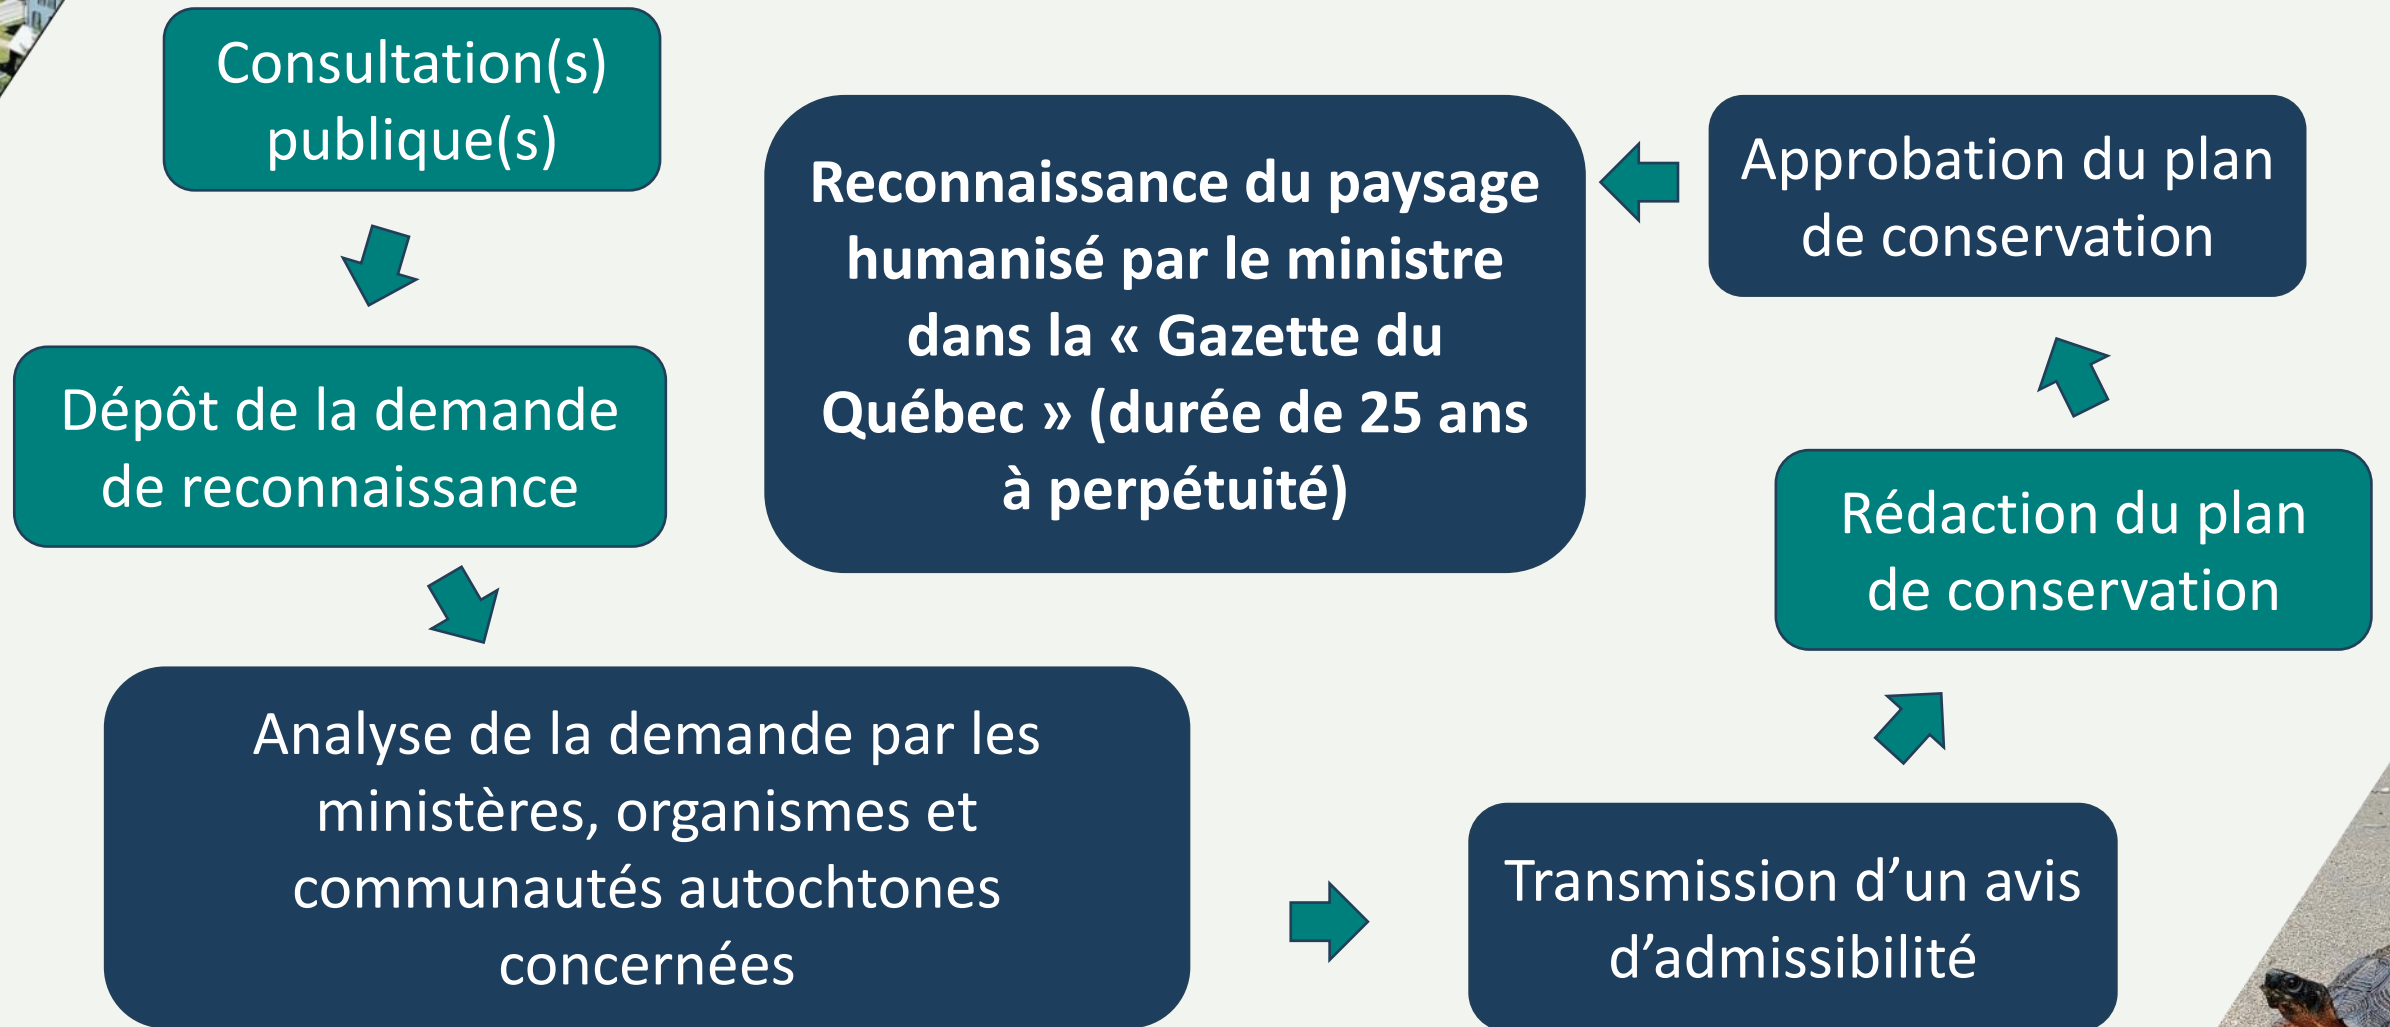 Consultation(s)
publique(s)
Dépôt de la demande
de reconnaissance
Analyse de la demande par les
ministères, organismes et
communautés autochtones
concernées
Transmission d’un avis
d’admissibilité
Rédaction du plan
de conservation
Approbation du plan
de conservation
Reconnaissance du paysage
humanisé par le ministre
dans la « Gazette du
Québec » (durée de 25 ans
à perpétuité)